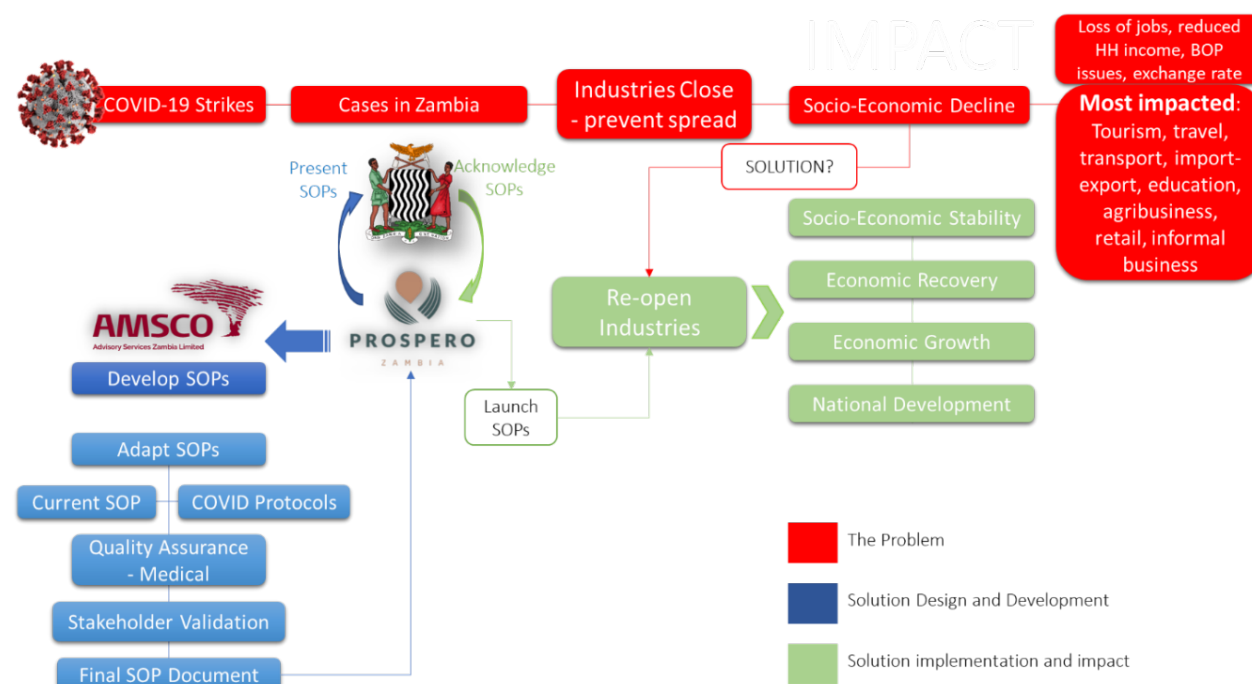 IMPACT
Loss of jobs, reduced
HH income, BOP
issues, exchange rate
COVID-19 Strikes
Cases in Zambia
Industries Close
- prevent spread
Socio-Economic Decline
Most impacted:
Tourism, travel,
transport, import-
export, education,
agribusiness,
retail, informal
business
SOLUTION?
Present
SOPs
Acknowledge
SOPs
Socio-Economic Stability
Economic Recovery
Economic Growth
National Development
Re-open
Industries
AMSCO
Advisory Services Zambia Limited
PROSPERO
ZAMBIA
Develop SOPs
Launch
SOPs
Adapt SOPs
Current SOP
COVID Protocols
Quality Assurance
- Medical
Stakeholder Validation
Final SOP Document
The Problem
Solution Design and Development
Solution implementation and impact